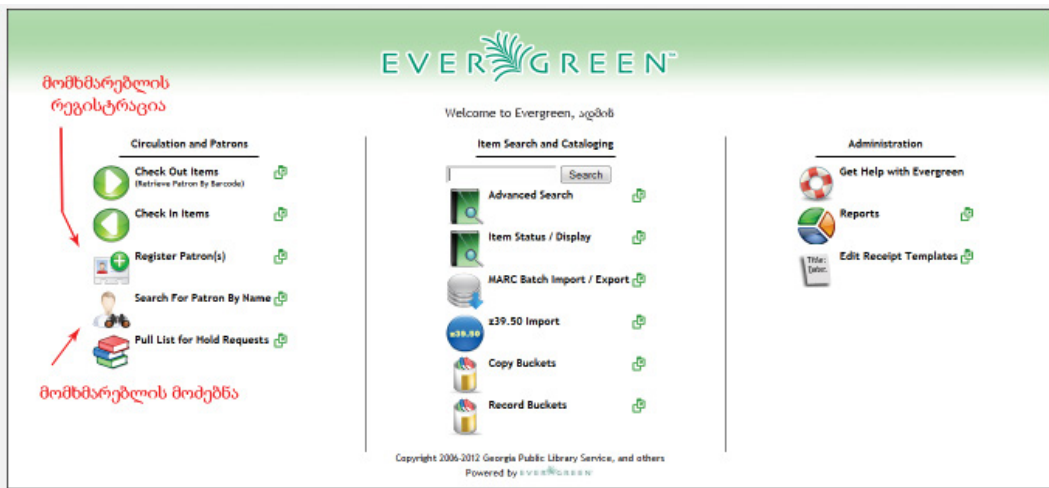 EVERGREEN™
მომხმარებლის
რეგისტრაცია
Welcome to Evergreen, ადმინ
Circulation and Patrons
Check Out Items
(Retrieve Patron By Barcode)
Check In Items
Register Patron(s)
Search For Patron By Name
Pull List for Hold Requests
მომხმარებლის მოძებნა
Item Search and Cataloging
Search
Advanced Search
Item Status / Display
MARC Batch Import / Export
z39.50
z39.50 Import
Copy Buckets
Record Buckets
Administration
Get Help with Evergreen
Reports
Title:
Edit Receipt Templates
Copyright 2006-2012 Georgia Public Library Service, and others
Powered by EVERGREEN